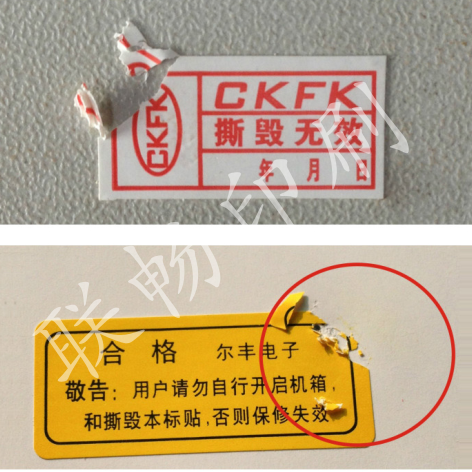 CKFK
CKFK
撕毁无效
年 月 日
联畅印刷
合格 尔丰电子
敬告：用户请勿自行开启机箱，
和撕毁本标贴，否则保修失效